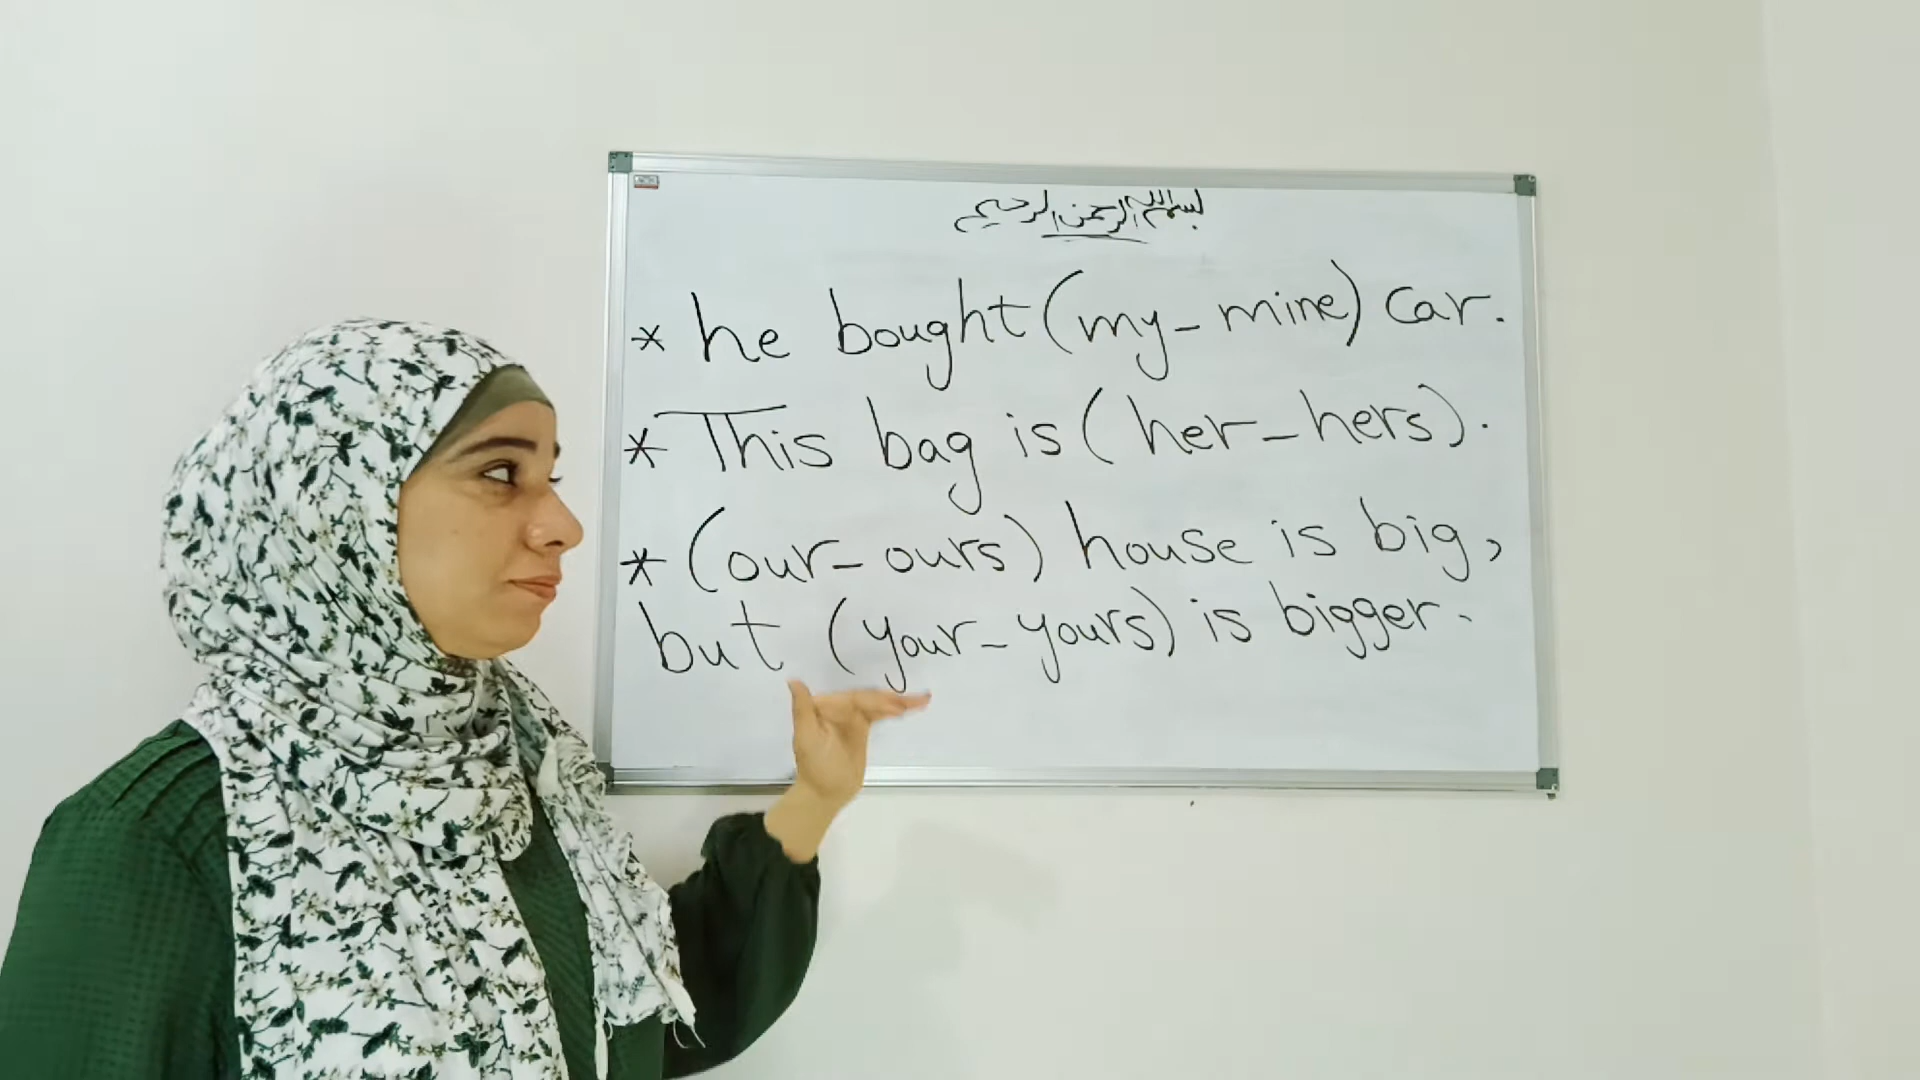 بسم الله الرحمن الرحيم
* he bought (my - mine) car.
* This bag is (her - hers).
* (our - ours) house is big,
but (your - yours) is bigger.